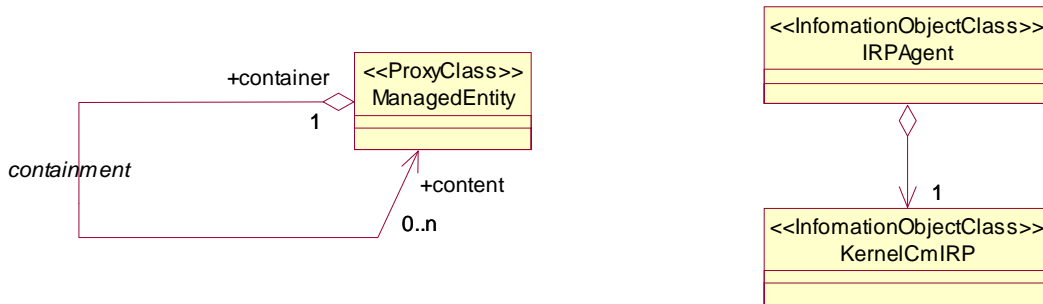 +container
1
<<ProxyClass>>
ManagedEntity
containment
+content
0..n
<<InfomationObjectClass>>
IRPAgent
1
<<InfomationObjectClass>>
KernelCmIRP